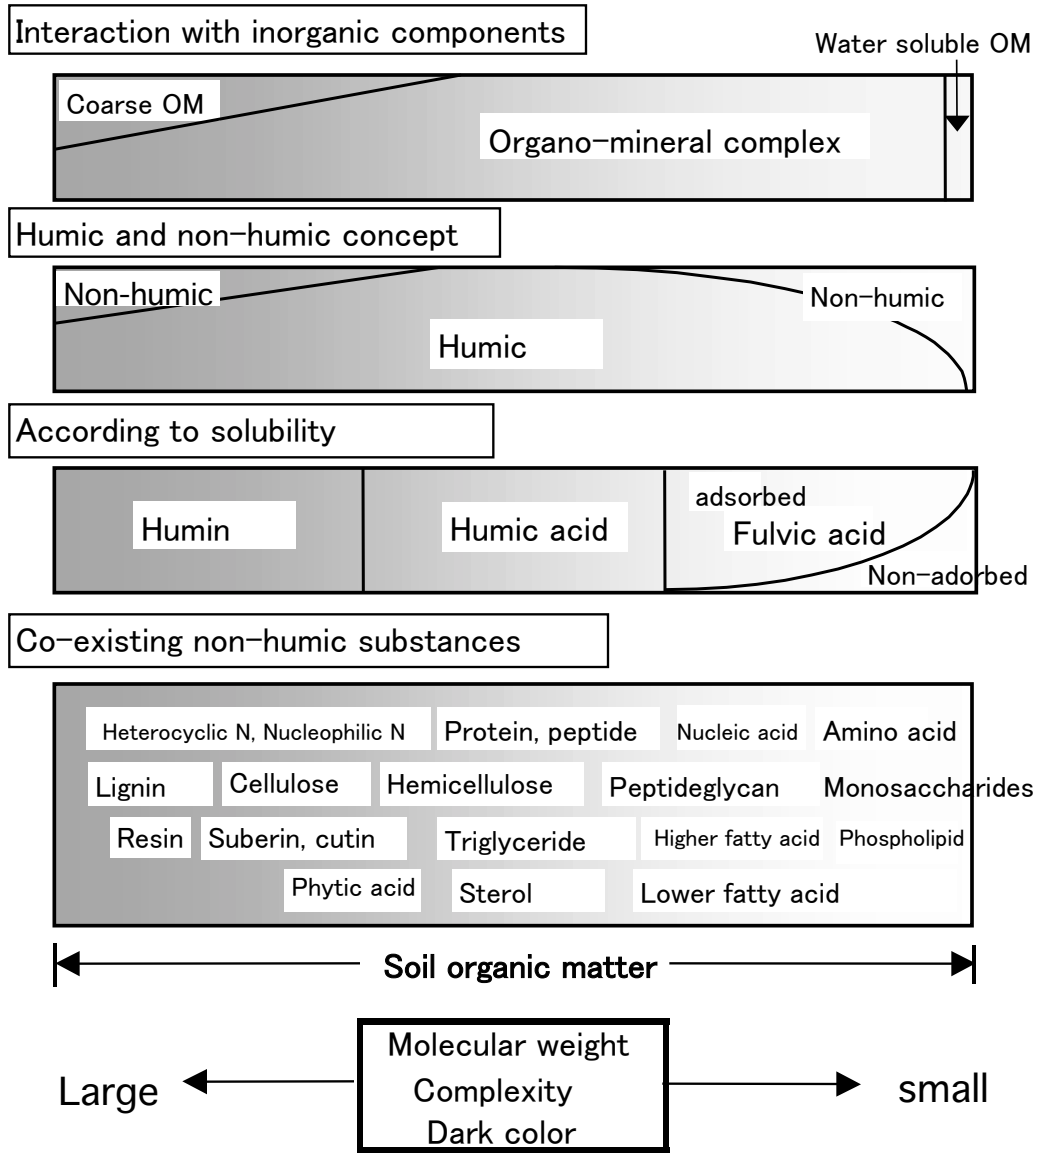 Interaction with inorganic components
Water soluble OM
Coarse OM
Organo-mineral complex
Humic and non-humic concept
Non-humic
Non-humic
Humic
According to solubility
adsorbed
Humin
Humic acid
Fulvic acid
Non-adorbed
Co-existing non-humic substances
Heterocyclic N, Nucleophilic N Protein, peptide Nucleic acid Amino acid
Lignin Cellulose Hemicellulose Peptideglycan Monosaccharides
Resin Suberin, cutin Triglyceride Higher fatty acid Phospholipid
Phytic acid Sterol Lower fatty acid
Soil organic matter
Molecular weight
Large Complexity small
Dark color